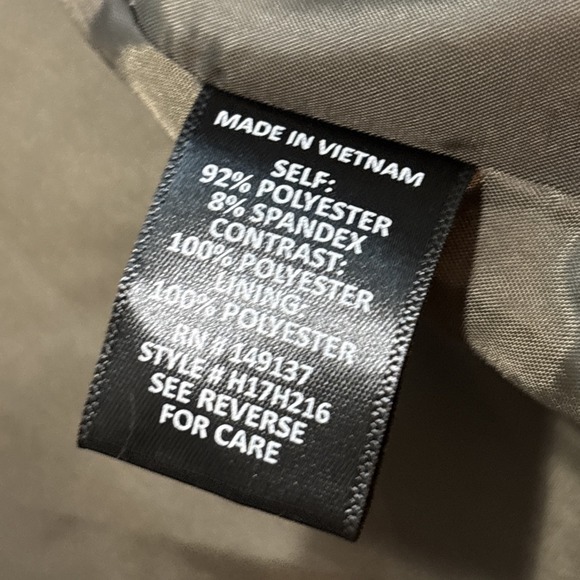 MADE IN VIETNAM
SELF:
92% POLYESTER
8% SPANDEX
CONTRAST:
100% POLYESTER
LINING:
100% POLYESTER
RN # 149137
STYLE # H17H216
SEE REVERSE
FOR CARE